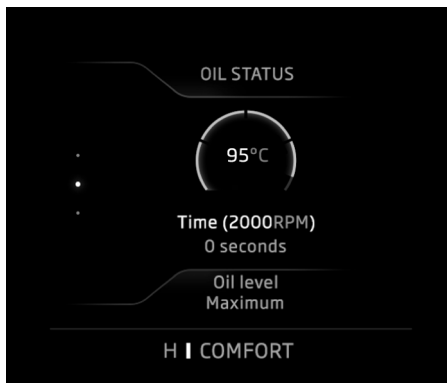 OIL STATUS
95°C
Time (2000RPM)
0 seconds
Oil level
Maximum
H COMFORT